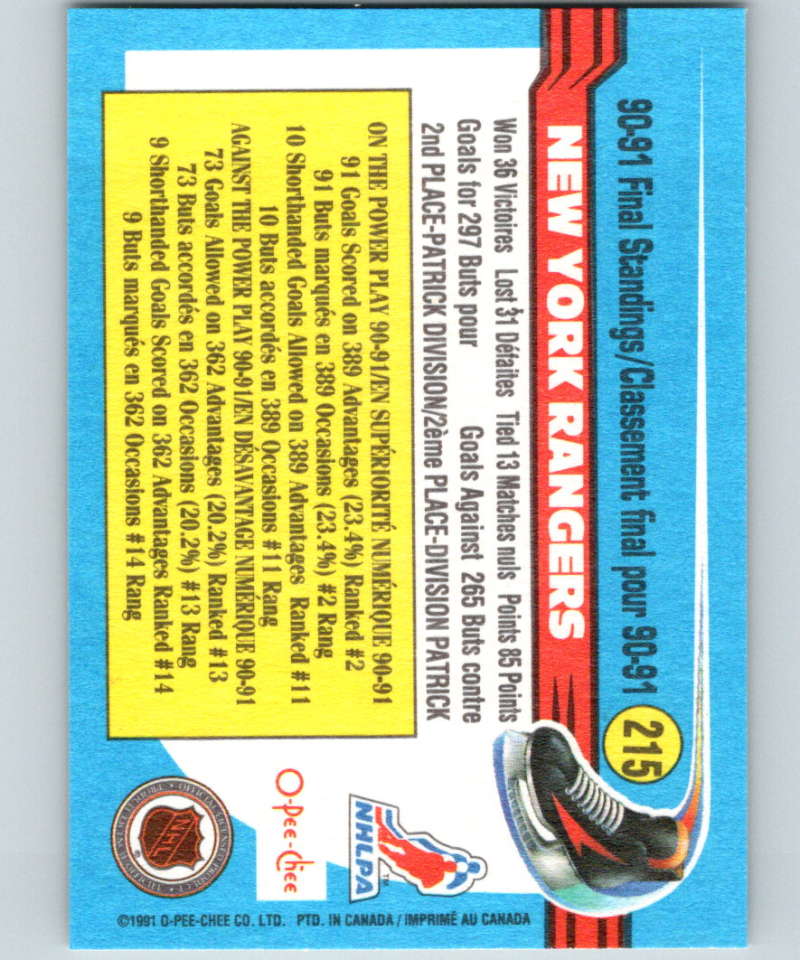 90-91 Final Standings/Classement final pour 90-91
215
NEW YORK RANGERS
Won 36 Victoires Lost 31 Défaites Tied 13 Matches nuls Points 85 Points
Goals for 297 Buts pour Goals Against 265 Buts contre
2nd PLACE-PATRICK DIVISION/2ème PLACE-DIVISION PATRICK
ON THE POWER PLAY 90-91/EN SUPÉRIORITÉ NUMÉRIQUE 90-91
91 Goals Scored on 389 Advantages (23.4%) Ranked #2
91 Buts marqués en 389 Occasions (23.4%) #2 Rang
10 Shorthanded Goals Allowed on 389 Advantages Ranked #11
10 Buts accordés en 389 Occasions #11 Rang
AGAINST THE POWER PLAY 90-91/EN DÉSAVANTAGE NUMÉRIQUE 90-91
73 Goals Allowed on 362 Advantages (20.2%) Ranked #13
73 Buts accordés en 362 Occasions (20.2%) #13 Rang
9 Shorthanded Goals Scored on 362 Advantages Ranked #14
9 Buts marqués en 362 Occasions #14 Rang
NHLPA
TM
O-Pee-Chee
NHL
©1991 O-PEE-CHEE CO. LTD. PTD. IN CANADA / IMPRIMÉ AU CANADA